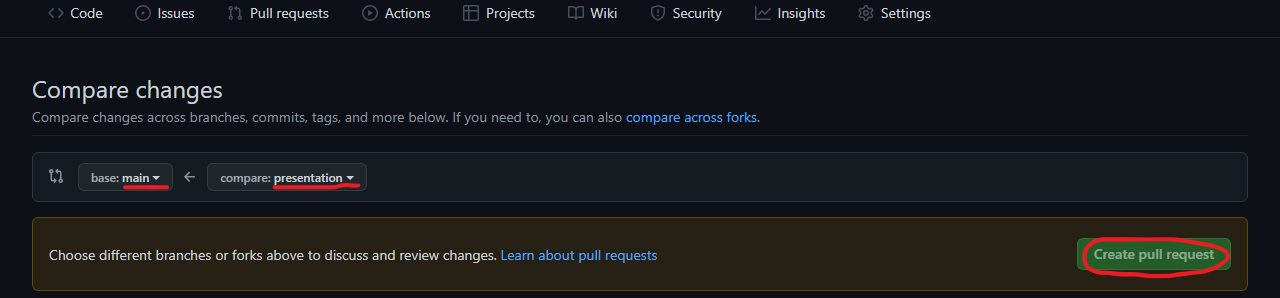 Code Issues Pull requests Actions Projects Wiki Security Insights Settings
Compare changes
Compare changes across branches, commits, tags, and more below. If you need to, you can also compare across forks.
base: main compare: presentation
Choose different branches or forks above to discuss and review changes. Learn about pull requests Create pull request